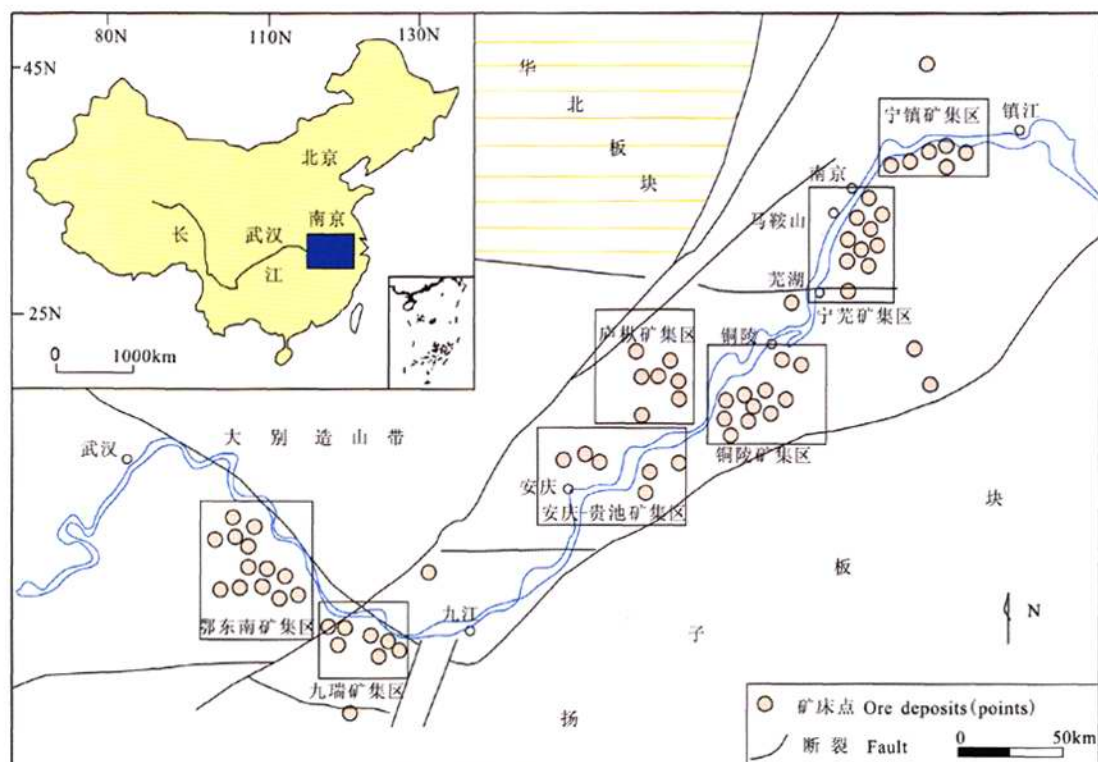 80N
110N
130N
45N
25N
北京
南京
武汉
长
江
0 1000km
华
北
板
块
宁镇矿集区
镇江
南京
马鞍山
芜湖
宁芜矿集区
庐枞矿集区
铜陵
铜陵矿集区
大别造山带
武汉
安庆
安庆-贵池矿集区
鄂东南矿集区
九江
九瑞矿集区
块
板
子
扬
N
矿床点 Ore deposits(points)
断裂 Fault
0 50km